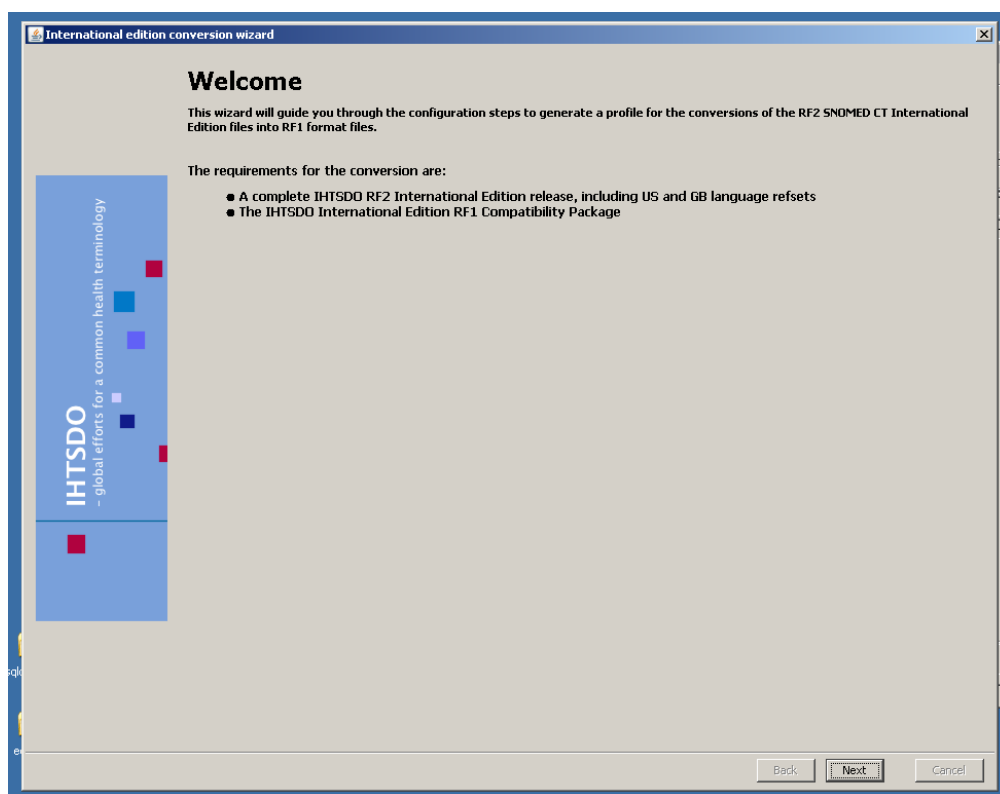 International edition conversion wizard
Welcome
This wizard will guide you through the configuration steps to generate a profile for the conversions of the RF2 SNOMED CT International
Edition files into RF1 format files.
The requirements for the conversion are:
● A complete IHTSDO RF2 International Edition release, including US and GB language refsets
● The IHTSDO International Edition RF1 Compatibility Package
IHTSDO
– global efforts for a common health terminology
Back
Next
Cancel